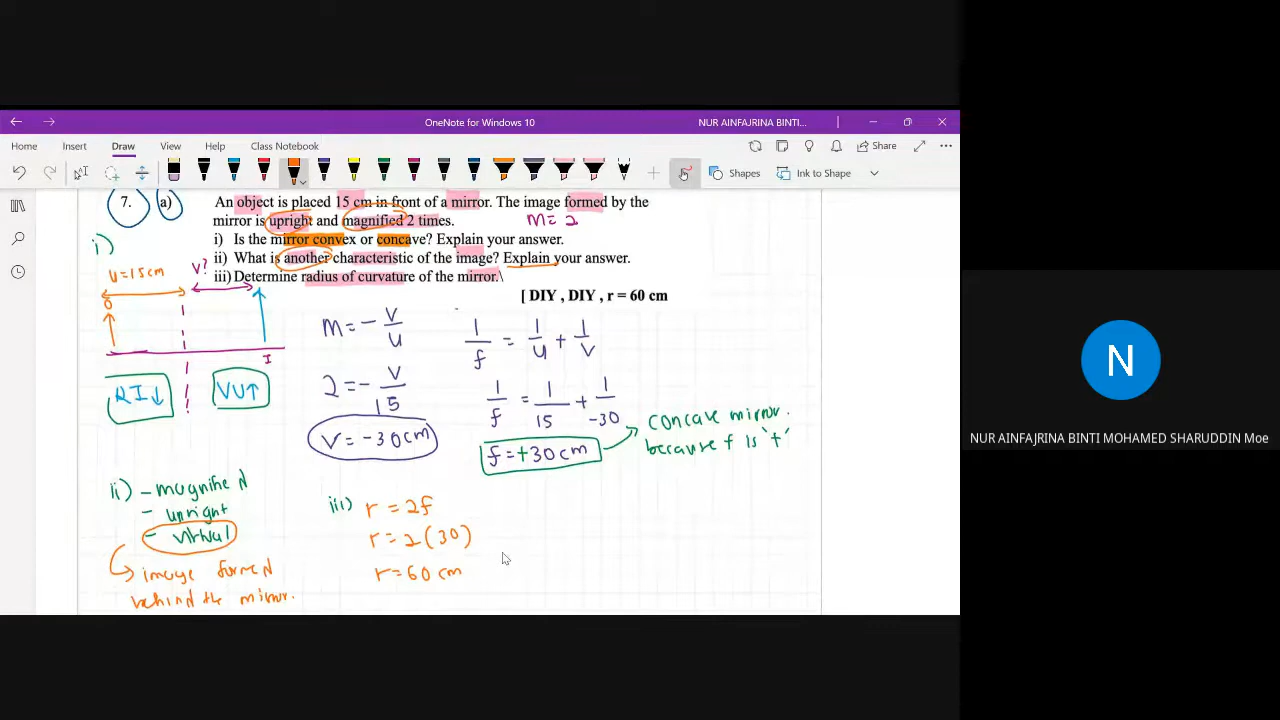 OneNote for Windows 10
NUR AINFAJRINA BINTI...
Home Insert Draw View Help Class Notebook
Share
Shapes
Ink to Shape
7. a) An object is placed 15 cm in front of a mirror. The image formed by the
mirror is upright and magnified 2 times.
m = 2
i) Is the mirror convex or concave? Explain your answer.
ii) What is another characteristic of the image? Explain your answer.
iii) Determine radius of curvature of the mirror.\
[ DIY , DIY , r = 60 cm
i)
u = 15 cm
v?
O
I
RI↓
VU↑
m = - v/u
2 = - v/15
v = -30 cm
1/f = 1/u + 1/v
1/f = 1/15 + 1/-30
f = +30 cm
concave mirror.
because f is '+'
ii) - magnified
- upright
- virtual
image formed
behind the mirror.
iii) r = 2f
r = 2(30)
r = 60 cm
N
NUR AINFAJRINA BINTI MOHAMED SHARUDDIN Moe